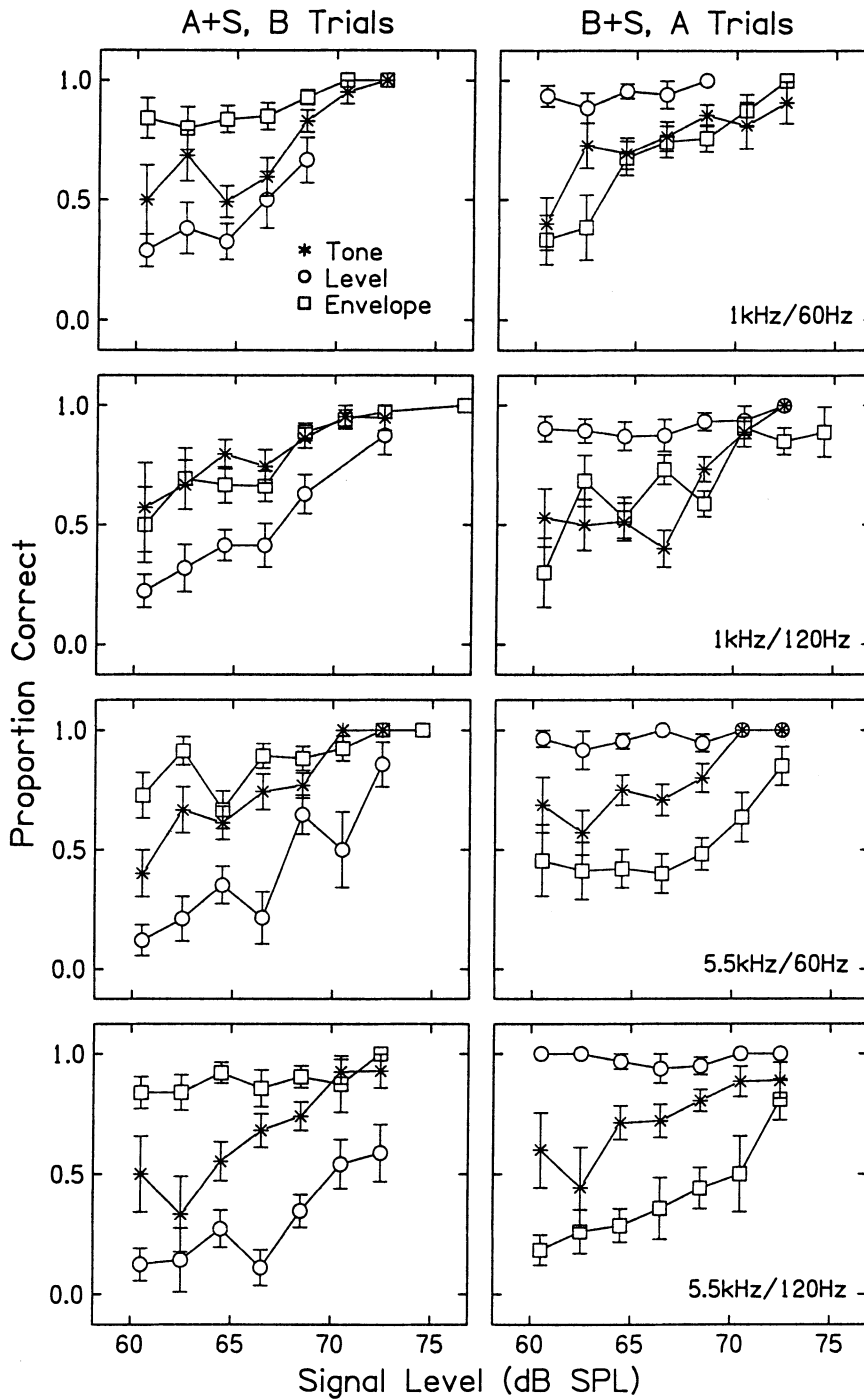 A+S, B Trials
B+S, A Trials
1.0
0.5
0.0
Tone
Level
Envelope
1kHz/60Hz
1.0
0.5
0.0
1kHz/120Hz
1.0
0.5
0.0
5.5kHz/60Hz
1.0
0.5
0.0
5.5kHz/120Hz
60 65 70 75 60 65 70 75
Proportion Correct
Signal Level (dB SPL)